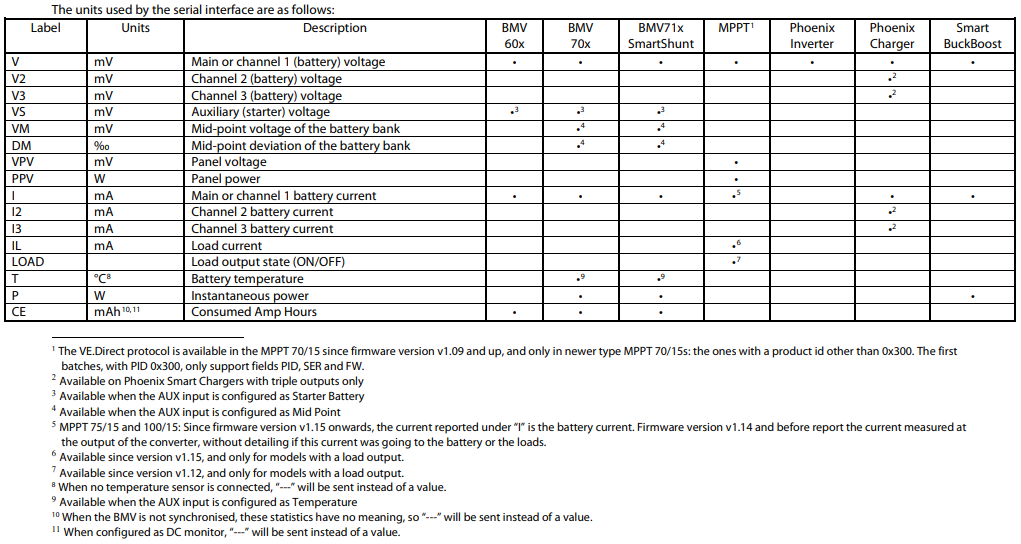 The units used by the serial interface are as follows:
Label Units Description BMV 60x BMV 70x BMV71x SmartShunt MPPT¹ Phoenix Inverter Phoenix Charger Smart BuckBoost
V mV Main or channel 1 (battery) voltage • • • • • • •
V2 mV Channel 2 (battery) voltage •²
V3 mV Channel 3 (battery) voltage •²
VS mV Auxiliary (starter) voltage •³ •³ •³
VM mV Mid-point voltage of the battery bank •⁴ •⁴
DM ‰ Mid-point deviation of the battery bank •⁴ •⁴
VPV mV Panel voltage •
PPV W Panel power •
I mA Main or channel 1 battery current • • • •⁵ • •
I2 mA Channel 2 battery current •²
I3 mA Channel 3 battery current •²
IL mA Load current •⁶
LOAD Load output state (ON/OFF) •⁷
T °C⁸ Battery temperature •⁹ •⁹
P W Instantaneous power • • •
CE mAh¹⁰,¹¹ Consumed Amp Hours • • •
¹ The VE.Direct protocol is available in the MPPT 70/15 since firmware version v1.09 and up, and only in newer type MPPT 70/15s: the ones with a product id other than 0x300. The first
batches, with PID 0x300, only support fields PID, SER and FW.
² Available on Phoenix Smart Chargers with triple outputs only
³ Available when the AUX input is configured as Starter Battery
⁴ Available when the AUX input is configured as Mid Point
⁵ MPPT 75/15 and 100/15: Since firmware version v1.15 onwards, the current reported under “I” is the battery current. Firmware version v1.14 and before report the current measured at
the output of the converter, without detailing if this current was going to the battery or the loads.
⁶ Available since version v1.15, and only for models with a load output.
⁷ Available since version v1.12, and only for models with a load output.
⁸ When no temperature sensor is connected, “---” will be sent instead of a value.
⁹ Available when the AUX input is configured as Temperature
¹⁰ When the BMV is not synchronised, these statistics have no meaning, so “---” will be sent instead of a value.
¹¹ When configured as DC monitor, “---” will be sent instead of a value.